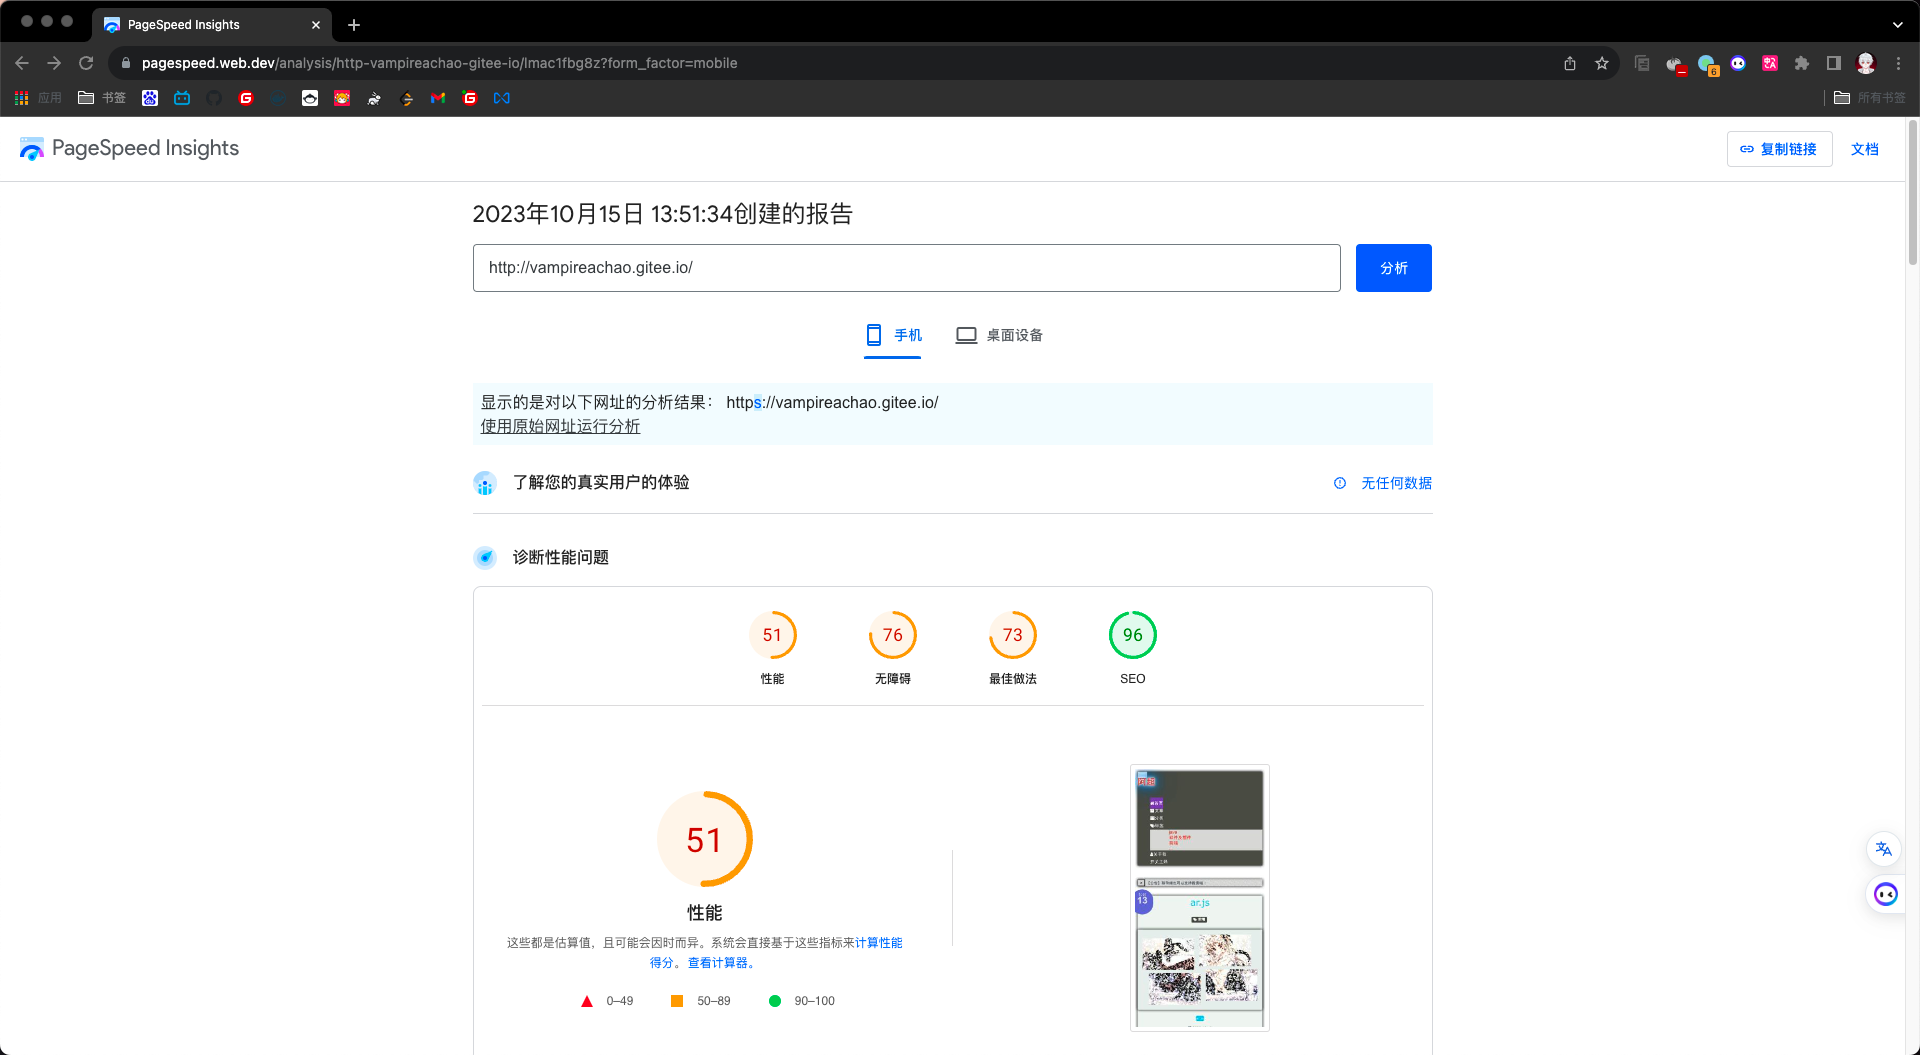 PageSpeed Insights
pagespeed.web.dev/analysis/http-vampireachao-gitee-io/lmac1fbg8z?form_factor=mobile
6
应用
书签
所有书签
PageSpeed Insights
复制链接
文档
2023年10月15日 13:51:34创建的报告
http://vampireachao.gitee.io/
分析
手机
桌面设备
显示的是对以下网址的分析结果： https://vampireachao.gitee.io/
使用原始网址运行分析
了解您的真实用户的体验
无任何数据
诊断性能问题
51
76
73
96
性能
无障碍
最佳做法
SEO
51
性能
这些都是估算值，且可能会因时而异。系统会直接基于这些指标来计算性能
得分。查看计算器。
0–49
50–89
90–100
13
ar.js